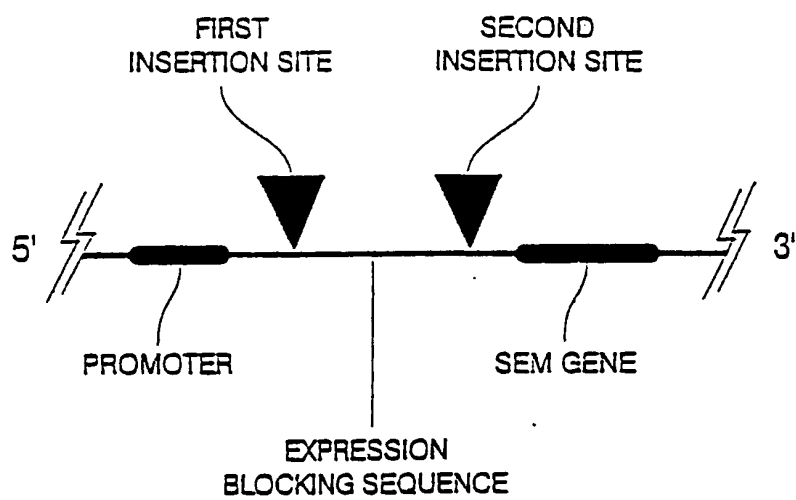 FIRST
INSERTION SITE
SECOND
INSERTION SITE
5'
3'
PROMOTER
SEM GENE
EXPRESSION
BLOCKING SEQUENCE